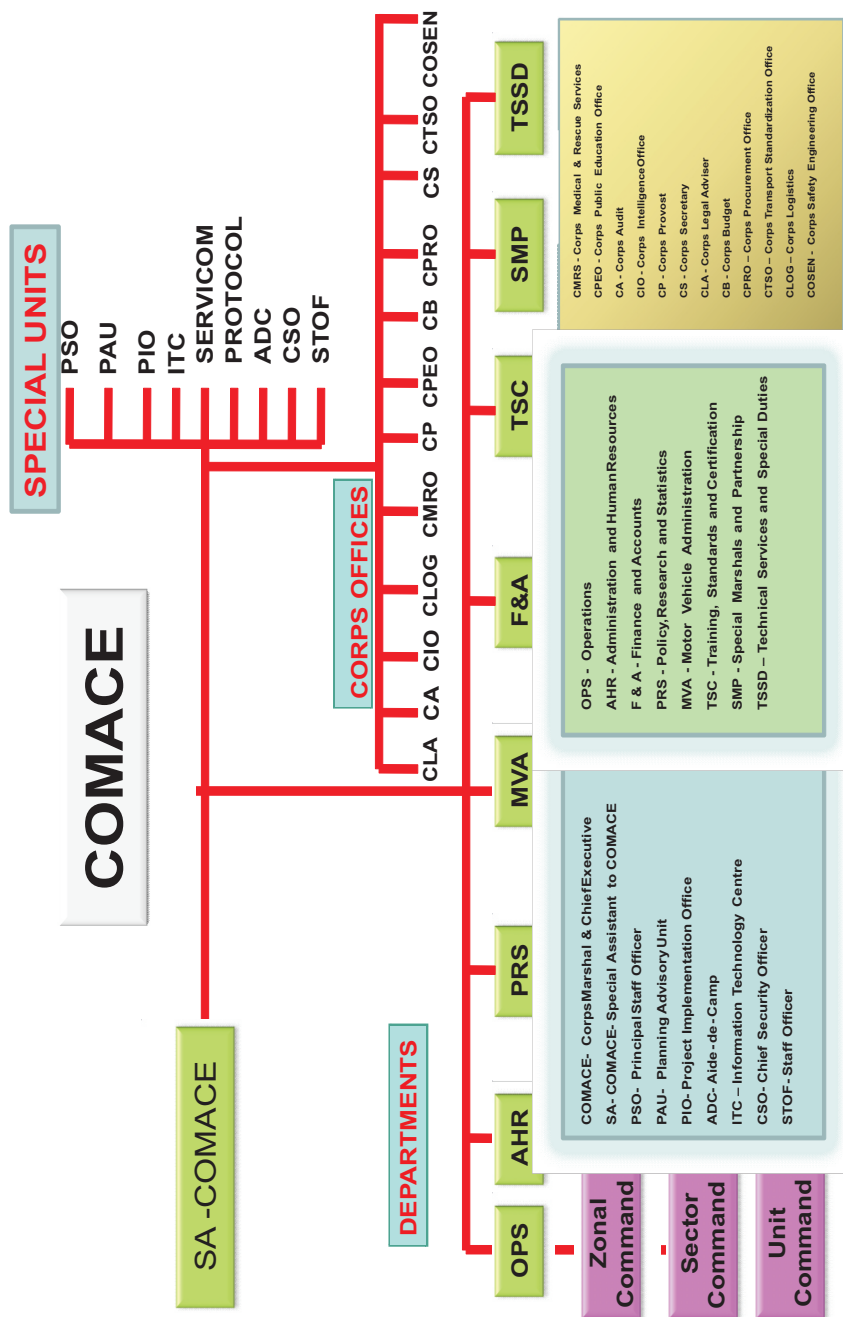 COMACE
SA -COMACE
SPECIAL UNITS
PSO
PAU
PIO
ITC
SERVICOM
PROTOCOL
ADC
CSO
STOF
CORPS OFFICES
CLA CA CIO CLOG CMRO CP CPEO CB CPRO CS CTSO COSEN
DEPARTMENTS
OPS AHR PRS MVA F&A TSC SMP TSSD
Zonal
Command
Sector
Command
Unit
Command
COMACE- Corps Marshal & Chief Executive
SA- COMACE- Special Assistant to COMACE
PSO- Principal Staff Officer
PAU- Planning Advisory Unit
PIO- Project Implementation Office
ADC- Aide-de-Camp
ITC – Information Technology Centre
CSO- Chief Security Officer
STOF- Staff Officer
OPS - Operations
AHR - Administration and Human Resources
F & A - Finance and Accounts
PRS - Policy, Research and Statistics
MVA - Motor Vehicle Administration
TSC - Training, Standards and Certification
SMP - Special Marshals and Partnership
TSSD – Technical Services and Special Duties
CMRS - Corps Medical & Rescue Services
CPEO - Corps Public Education Office
CA - Corps Audit
CIO - Corps Intelligence Office
CP - Corps Provost
CS - Corps Secretary
CLA - Corps Legal Adviser
CB - Corps Budget
CPRO – Corps Procurement Office
CTSO – Corps Transport Standardization Office
CLOG – Corps Logistics
COSEN - Corps Safety Engineering Office